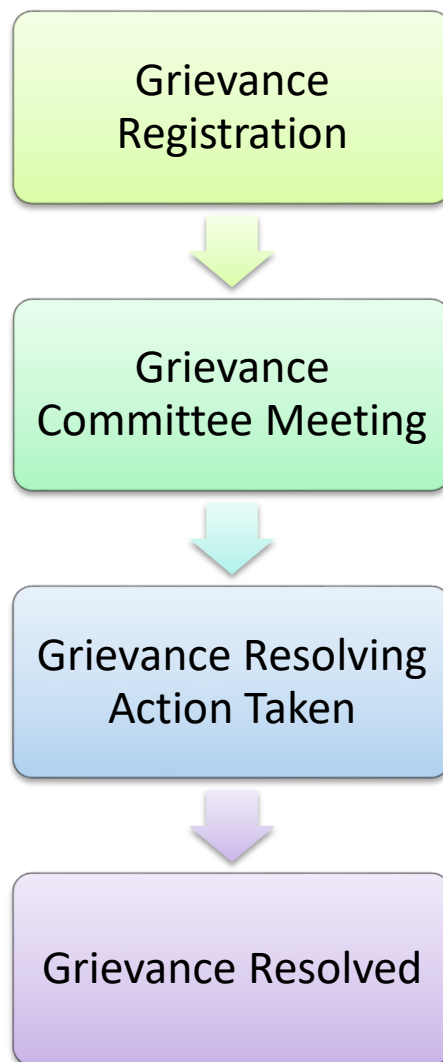 Grievance
Registration
Grievance
Committee Meeting
Grievance Resolving
Action Taken
Grievance Resolved